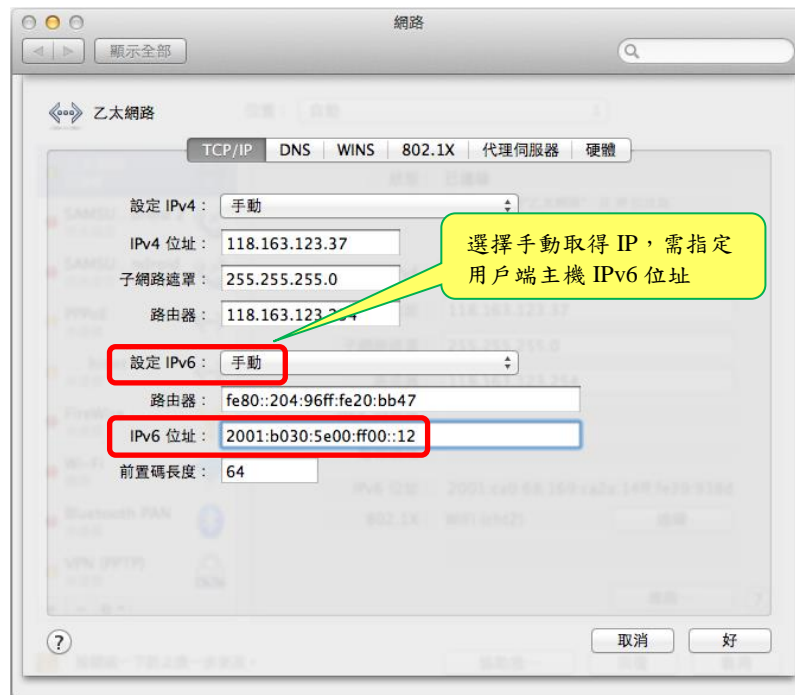 網路
顯示全部
乙太網路
TCP/IP DNS WINS 802.1X 代理伺服器 硬體
設定 IPv4： 手動
IPv4 位址： 118.163.123.37
子網路遮罩： 255.255.255.0
路由器： 118.163.123.254
選擇手動取得 IP，需指定
用戶端主機 IPv6 位址
設定 IPv6： 手動
路由器： fe80::204:96ff:fe20:bb47
IPv6 位址： 2001:b030:5e00:ff00::12
前置碼長度： 64
?
取消 好